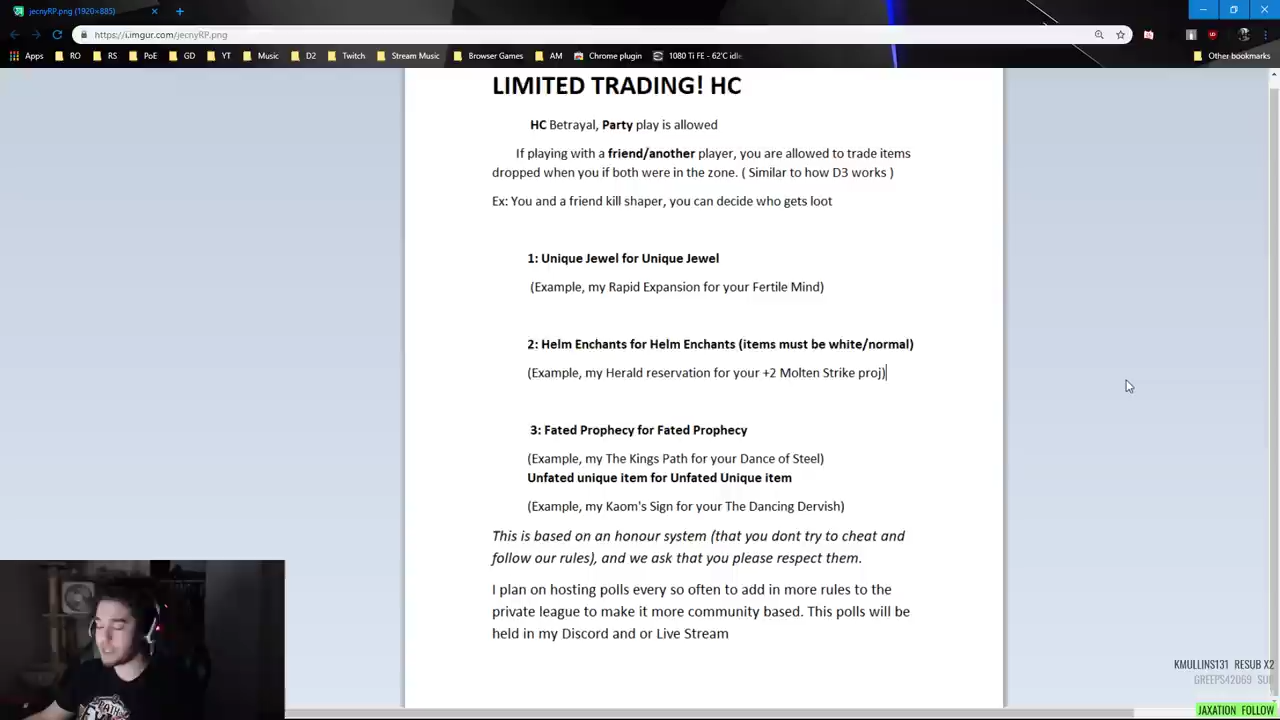 jecnyRP.png (1920×885)
https://i.imgur.com/jecnyRP.png
Apps RO RS PoE GD YT Music D2 Twitch Stream Music Browser Games AM Chrome plugin 1080 Ti FE - 62°C idle Other bookmarks
LIMITED TRADING! HC
HC Betrayal, Party play is allowed
If playing with a friend/another player, you are allowed to trade items
dropped when you if both were in the zone. ( Similar to how D3 works )
Ex: You and a friend kill shaper, you can decide who gets loot
1: Unique Jewel for Unique Jewel
(Example, my Rapid Expansion for your Fertile Mind)
2: Helm Enchants for Helm Enchants (items must be white/normal)
(Example, my Herald reservation for your +2 Molten Strike proj)
3: Fated Prophecy for Fated Prophecy
(Example, my The Kings Path for your Dance of Steel)
Unfated unique item for Unfated Unique item
(Example, my Kaom's Sign for your The Dancing Dervish)
This is based on an honour system (that you dont try to cheat and
follow our rules), and we ask that you please respect them.
I plan on hosting polls every so often to add in more rules to the
private league to make it more community based. This polls will be
held in my Discord and or Live Stream
KMULLINS131 RESUB X2
GREEPS42069 SU
JAXATION FOLLOW